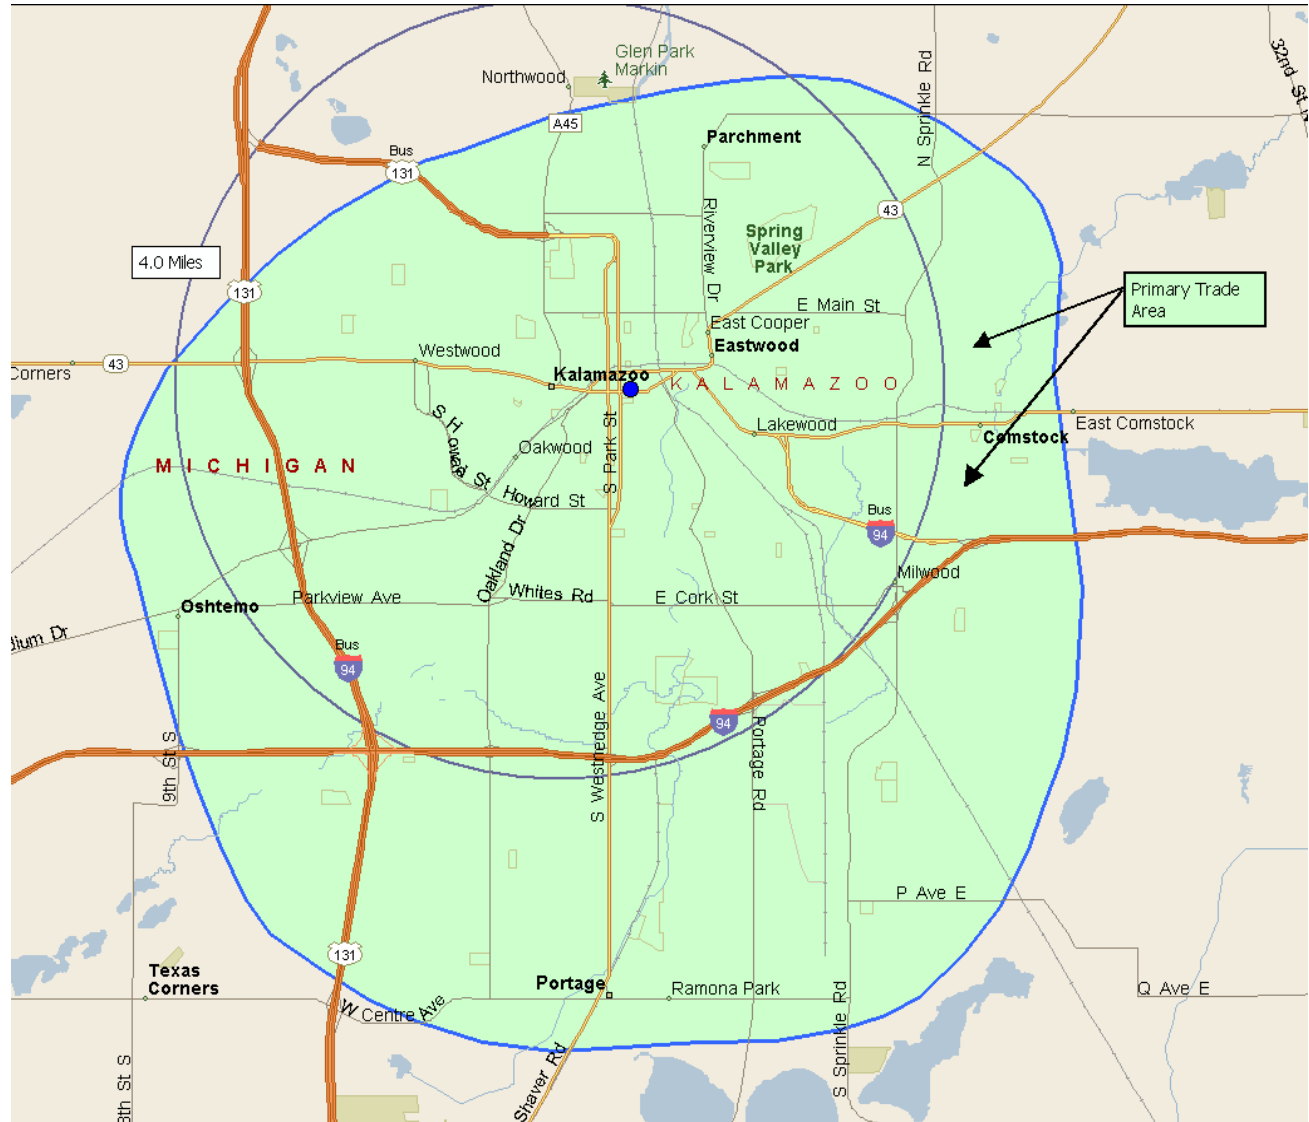 Glen Park
Markin
Northwood
32nd St N
N Sprinkle Rd
A45
Parchment
Bus
131
43
Riverview Dr
Spring
Valley
Park
4.0 Miles
131
Primary Trade
Area
E Main St
East Cooper
Eastwood
Westwood
43
Corners
Kalamazoo
KALAMAZOO
S Howard St
S Park St
Lakewood
East Comstock
Comstock
Oakwood
MICHIGAN
Howard St
Bus
94
Oakland Dr
Milwood
Whites Rd
E Cork St
Parkview Ave
Oshtemo
dium Dr
Bus
94
S Westnedge Ave
94
Portage Rd
9th St S
P Ave E
131
Texas
Corners
Portage
Ramona Park
Q Ave E
W Centre Ave
S Sprinkle Rd
Shaver Rd
8th St S